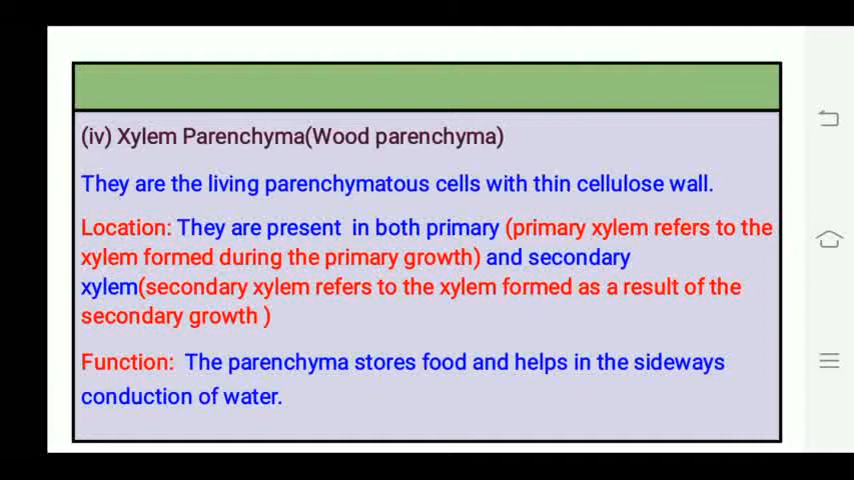 (iv) Xylem Parenchyma(Wood parenchyma)
They are the living parenchymatous cells with thin cellulose wall.
Location: They are present in both primary (primary xylem refers to the
xylem formed during the primary growth) and secondary
xylem(secondary xylem refers to the xylem formed as a result of the
secondary growth )
Function: The parenchyma stores food and helps in the sideways
conduction of water.